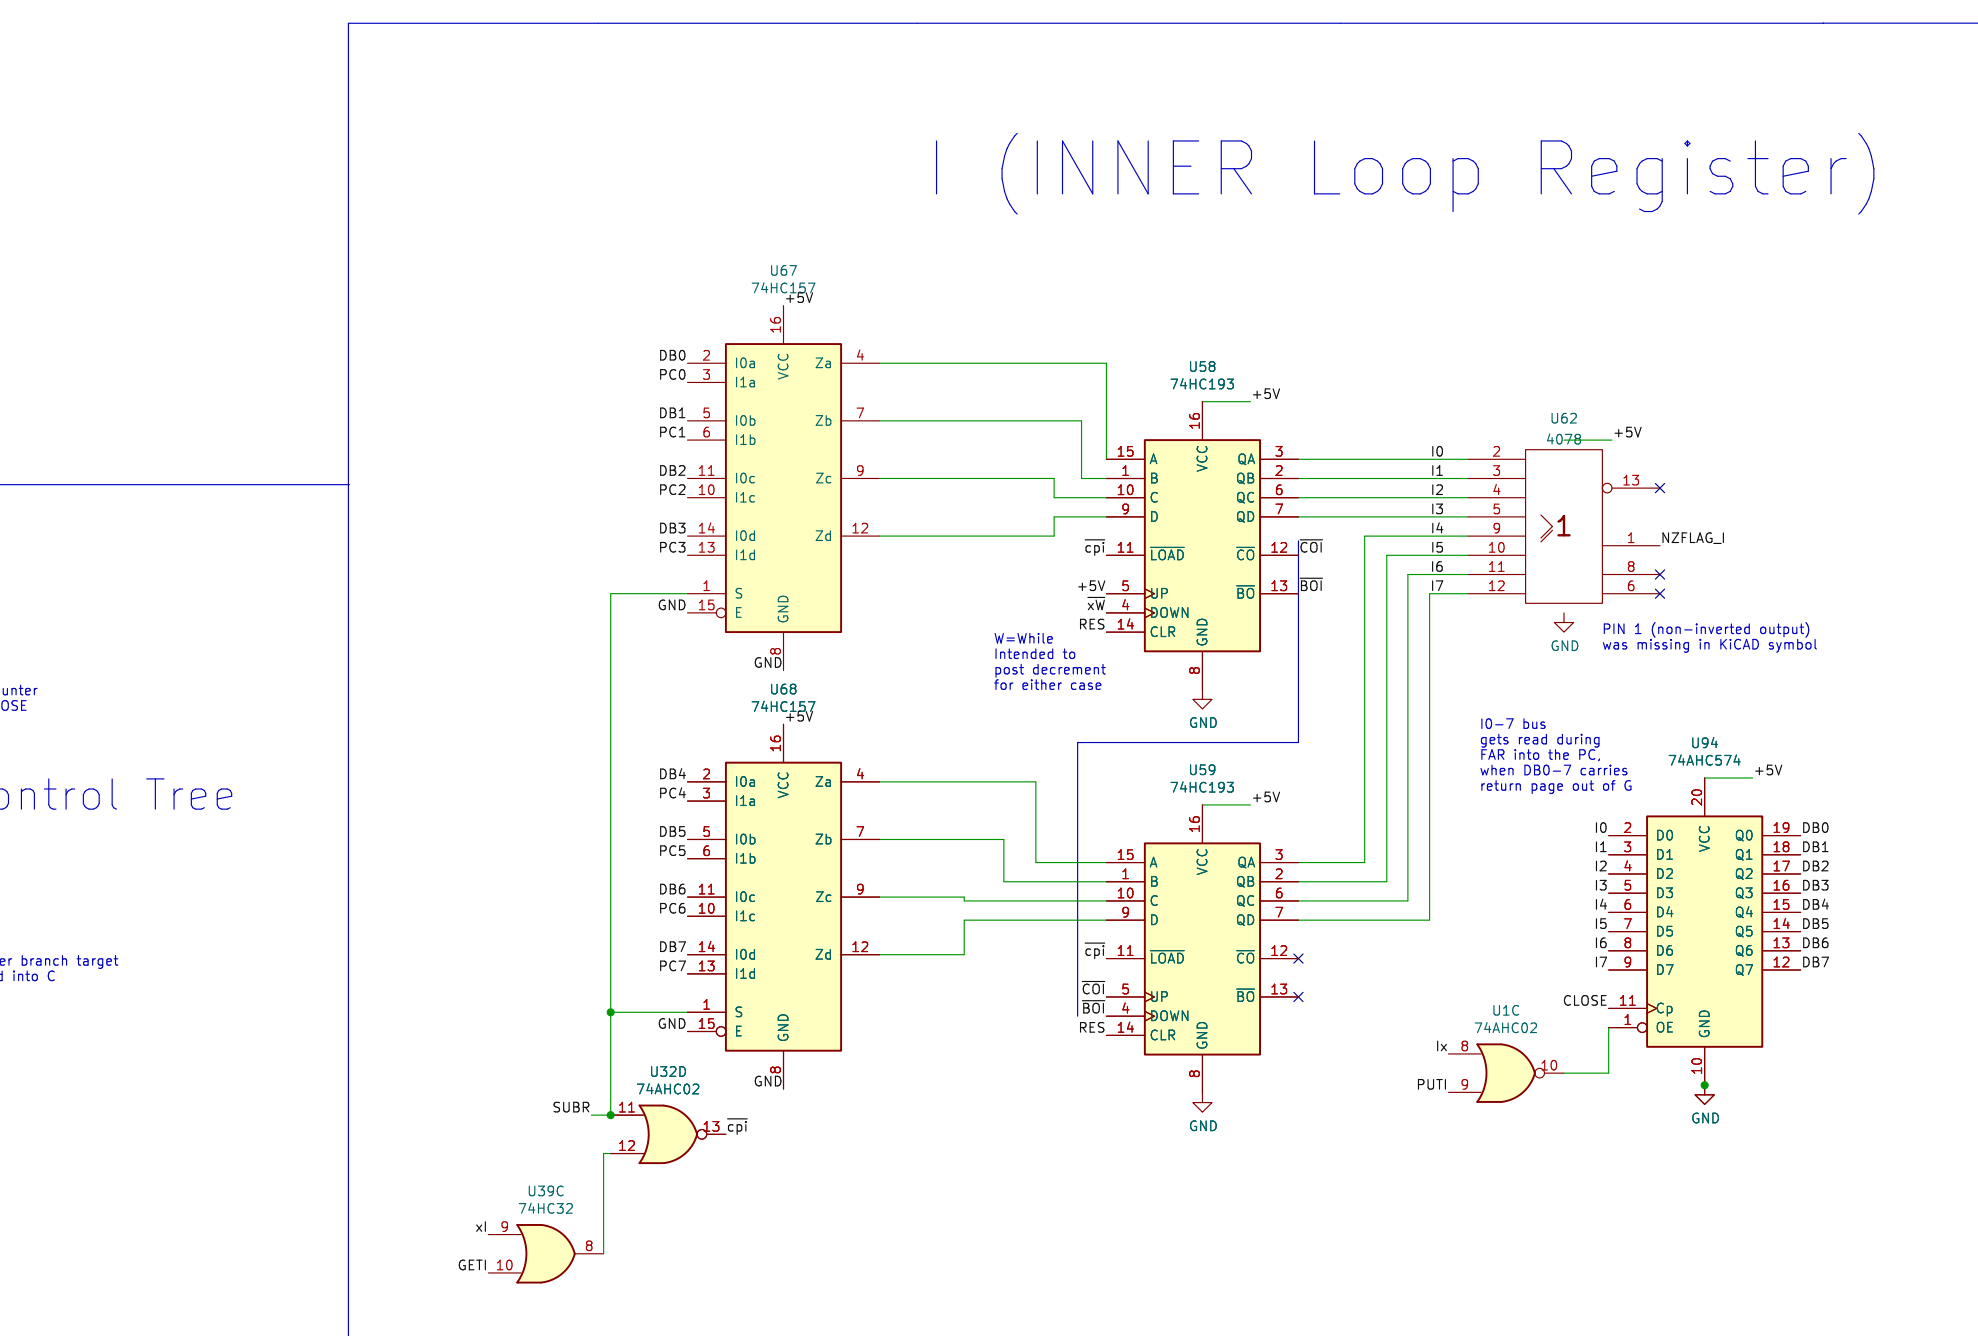 I (INNER Loop Register)
unter
OSE
ontrol Tree
er branch target
d into C
U67
74HC157
+5V
16
VCC
DB0 2 I0a Za 4
PC0 3 I1a
DB1 5 I0b Zb 7
PC1 6 I1b
DB2 11 I0c Zc 9
PC2 10 I1c
DB3 14 I0d Zd 12
PC3 13 I1d
1 S
GND 15 E
GND
8
GND
U68
74HC157
+5V
16
VCC
DB4 2 I0a Za 4
PC4 3 I1a
DB5 5 I0b Zb 7
PC5 6 I1b
DB6 11 I0c Zc 9
PC6 10 I1c
DB7 14 I0d Zd 12
PC7 13 I1d
1 S
GND 15 E
GND
8
GND
U32D
74AHC02
SUBR 11
12
13 cpi
U39C
74HC32
xI 9
GETI 10
8
U58
74HC193
+5V
16
VCC
15 A QA 3
1 B QB 2
10 C QC 6
9 D QD 7
cpi 11 LOAD CO 12 COI
+5V 5 UP BO 13 BOI
xW 4 DOWN
RES 14 CLR
GND
8
GND
W=While
Intended to
post decrement
for either case
U59
74HC193
+5V
16
VCC
15 A QA 3
1 B QB 2
10 C QC 6
9 D QD 7
cpi 11 LOAD CO 12
COI 5 UP BO 13
BOI 4 DOWN
RES 14 CLR
GND
8
GND
U62
4078
+5V
I0 2
I1 3
I2 4
I3 5
I4 9
I5 10
I6 11
I7 12
≥1
13
1 NZFLAG_I
8
6
GND
PIN 1 (non-inverted output)
was missing in KiCAD symbol
I0-7 bus
gets read during
FAR into the PC,
when DB0-7 carries
return page out of G
U94
74AHC574
+5V
20
VCC
I0 2 D0 Q0 19 DB0
I1 3 D1 Q1 18 DB1
I2 4 D2 Q2 17 DB2
I3 5 D3 Q3 16 DB3
I4 6 D4 Q4 15 DB4
I5 7 D5 Q5 14 DB5
I6 8 D6 Q6 13 DB6
I7 9 D7 Q7 12 DB7
CLOSE 11 Cp
1 OE
GND
10
GND
U1C
74AHC02
Ix 8
PUTI 9
10